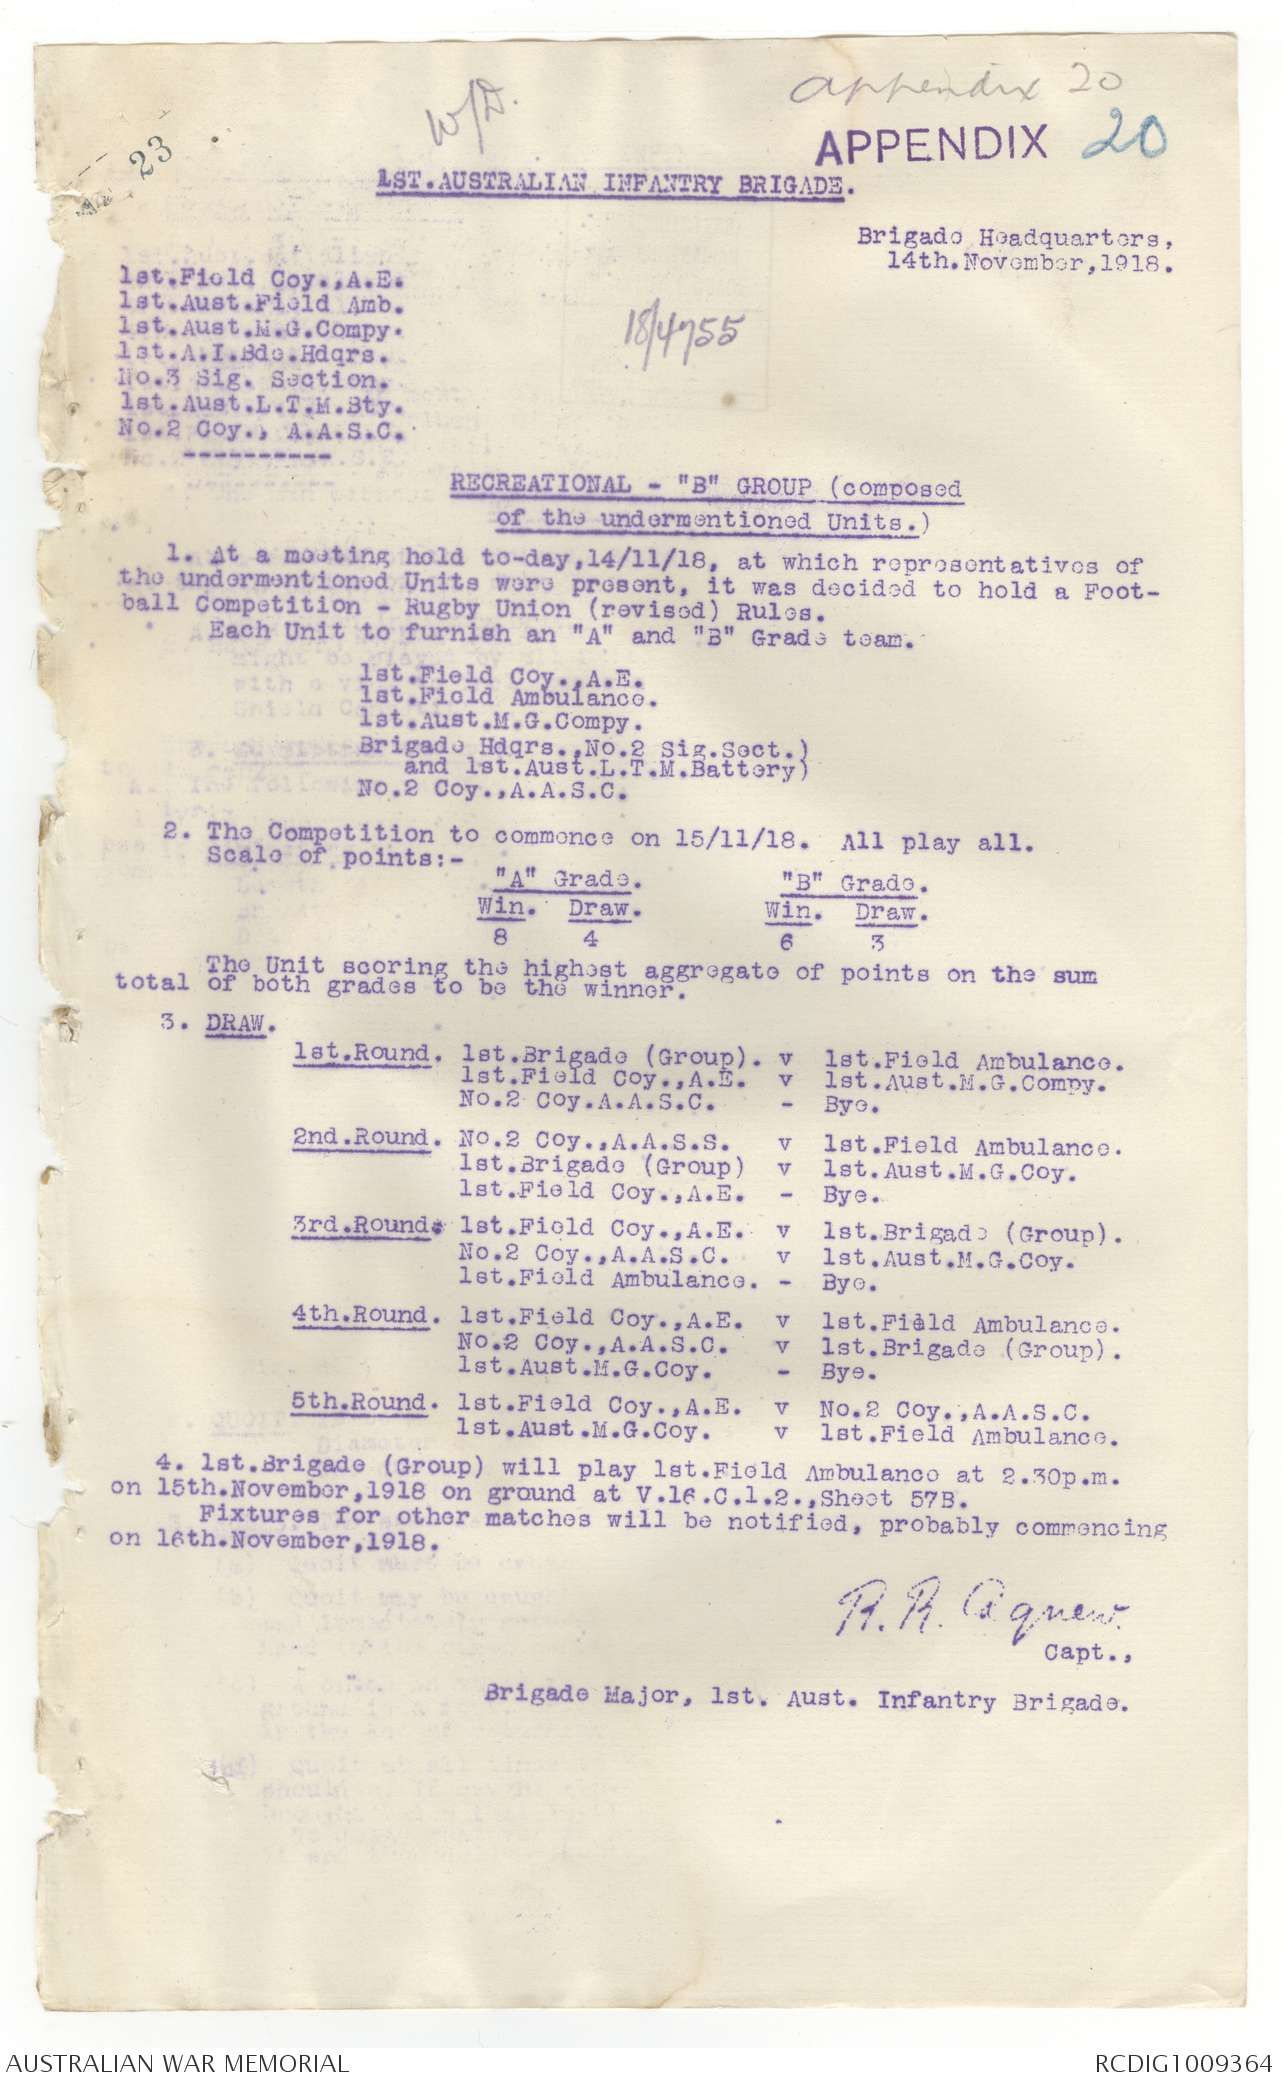 appendix 20
W/D.
APPENDIX 20
23
1ST.AUSTRALIAN INFANTRY BRIGADE.
Brigade Headquarters,
14th.November,1918.
1st.Field Coy.,A.E.
1st.Aust.Field Amb.
1st.Aust.M.G.Compy.
1st.A.I.Bde.Hdqrs.
No.3 Sig. Section.
1st.Aust.L.T.M.Bty.
No.2 Coy., A.A.S.C.
----------
18/4755
RECREATIONAL - "B" GROUP (composed
of the undermentioned Units.)
1. At a meeting held to-day,14/11/18, at which representatives of
the undermentioned Units were present, it was decided to hold a Foot-
ball Competition - Rugby Union (revised) Rules.
Each Unit to furnish an "A" and "B" Grade team.
1st.Field Coy.,A.E.
1st.Field Ambulance.
1st.Aust.M.G.Compy.
Brigade Hdqrs.,No.2 Sig.Sect.)
and 1st.Aust.L.T.M.Battery)
No.2 Coy.,A.A.S.C.
2. The Competition to commence on 15/11/18. All play all.
Scale of points:-
"A" Grade. "B" Grade.
Win. Draw. Win. Draw.
8 4 6 3
The Unit scoring the highest aggregate of points on the sum
total of both grades to be the winner.
3. DRAW.
1st.Round. 1st.Brigade (Group). v 1st.Field Ambulance.
1st.Field Coy.,A.E. v 1st.Aust.M.G.Compy.
No.2 Coy.A.A.S.C. - Bye.
2nd.Round. No.2 Coy.,A.A.S.S. v 1st.Field Ambulance.
1st.Brigade (Group) v 1st.Aust.M.G.Coy.
1st.Field Coy.,A.E. - Bye.
3rd.Round. 1st.Field Coy.,A.E. v 1st.Brigade (Group).
No.2 Coy.,A.A.S.C. v 1st.Aust.M.G.Coy.
1st.Field Ambulance. - Bye.
4th.Round. 1st.Field Coy.,A.E. v 1st.Field Ambulance.
No.2 Coy.,A.A.S.C. v 1st.Brigade (Group).
1st.Aust.M.G.Coy. - Bye.
5th.Round. 1st.Field Coy.,A.E. v No.2 Coy.,A.A.S.C.
1st.Aust.M.G.Coy. v 1st.Field Ambulance.
4. 1st.Brigade (Group) will play 1st.Field Ambulance at 2.30p.m.
on 15th.November,1918 on ground at V.16.C.1.2.,Sheet 57B.
Fixtures for other matches will be notified, probably commencing
on 16th.November,1918.
R. R. Agnew.
Capt.,
Brigade Major, 1st. Aust. Infantry Brigade.
AUSTRALIAN WAR MEMORIAL
RCDIG1009364